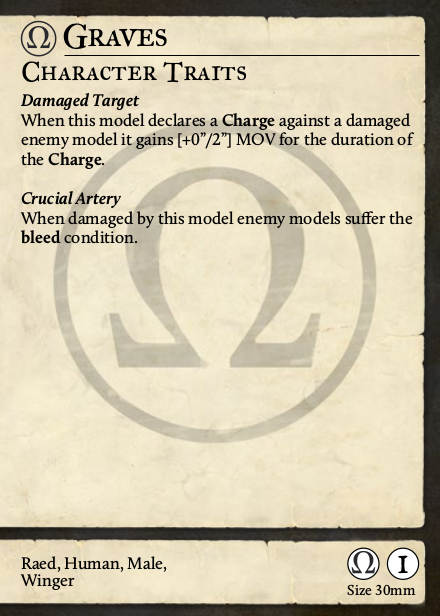 Ω Graves
Character Traits
Damaged Target
When this model declares a Charge against a damaged
enemy model it gains [+0”/2”] MOV for the duration of
the Charge.
Crucial Artery
When damaged by this model enemy models suffer the
bleed condition.
Ω
Raed, Human, Male,
Winger
Ω 1
Size 30mm